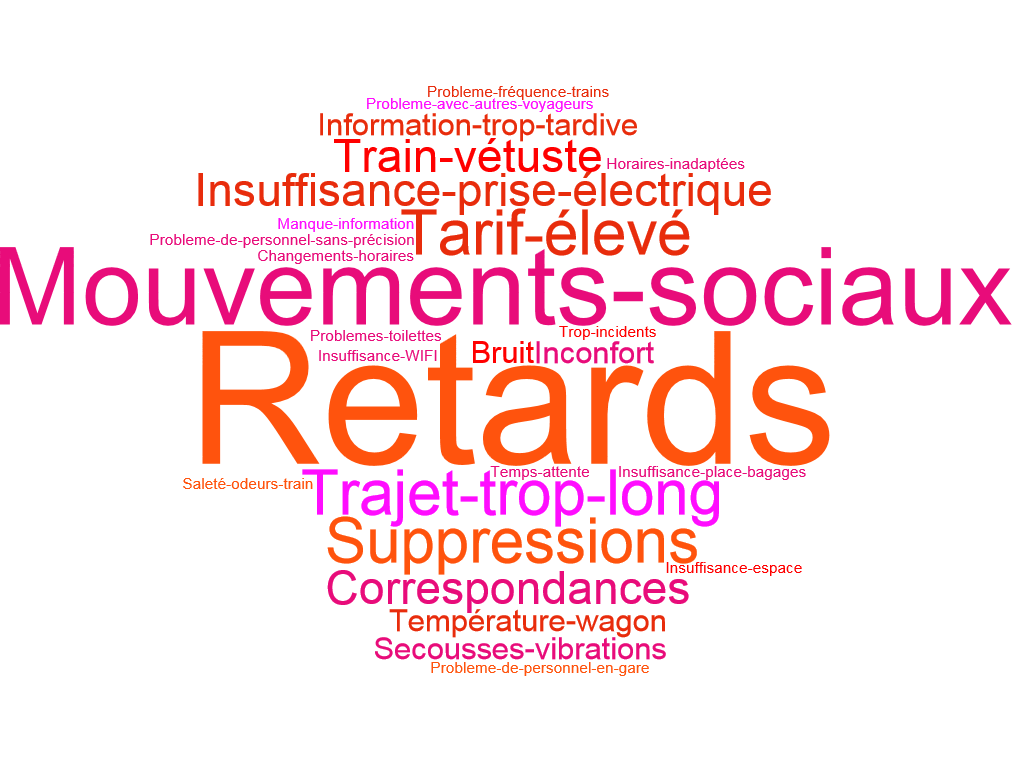 Probleme-fréquence-trains
Probleme-avec-autres-voyageurs
Information-trop-tardive
Train-vétuste
Horaires-inadaptées
Insuffisance-prise-électrique
Manque-information
Tarif-élevé
Probleme-de-personnel-sans-précision
Changements-horaires
Mouvements-sociaux
Trop-incidents
Problemes-toilettes
Insuffisance-WIFI
Bruit
Inconfort
Retards
Temps-attente
Insuffisance-place-bagages
Saleté-odeurs-train
Trajet-trop-long
Suppressions
Insuffisance-espace
Correspondances
Température-wagon
Secousses-vibrations
Probleme-de-personnel-en-gare